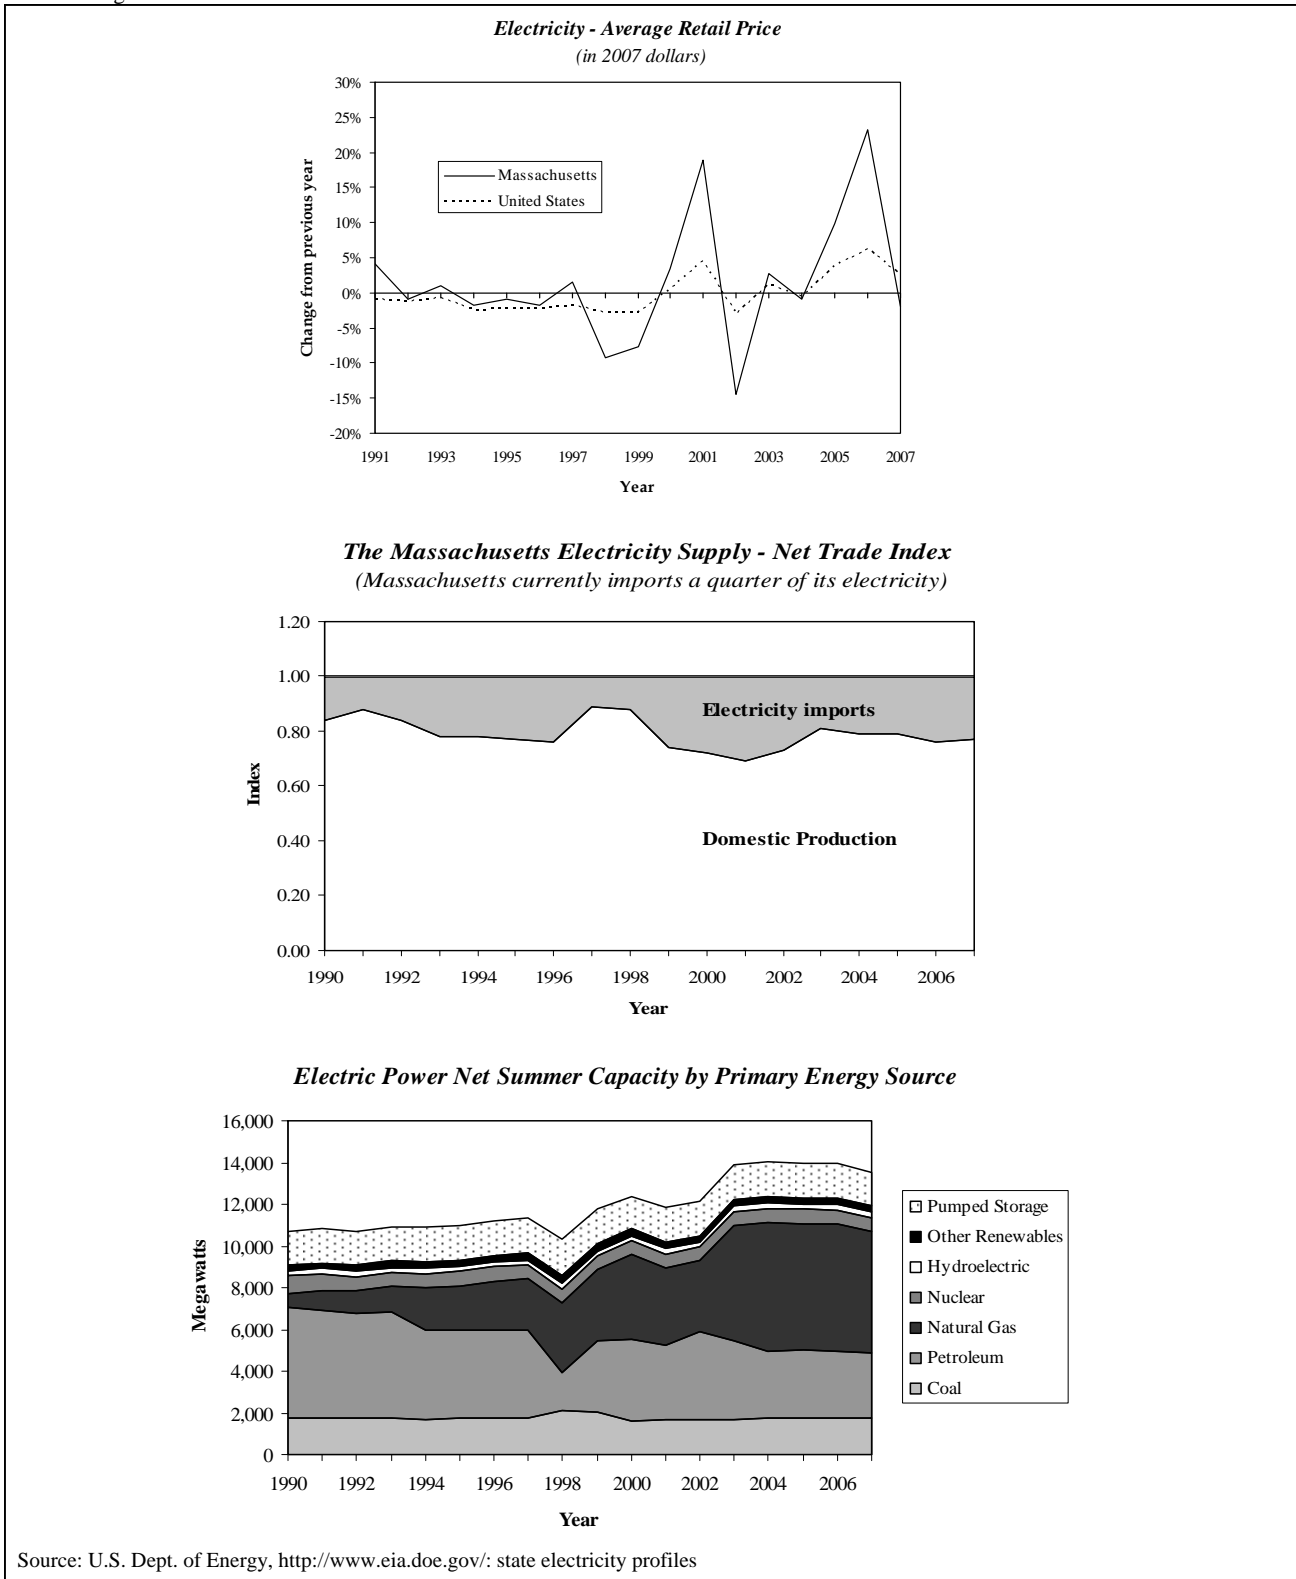 Electricity - Average Retail Price
(in 2007 dollars)
30%
25%
20%
15%
10%
5%
0%
-5%
-10%
-15%
-20%
Change from previous year
Massachusetts
United States
1991 1993 1995 1997 1999 2001 2003 2005 2007
Year
The Massachusetts Electricity Supply - Net Trade Index
(Massachusetts currently imports a quarter of its electricity)
1.20
1.00
0.80
0.60
0.40
0.20
0.00
Index
Electricity imports
Domestic Production
1990 1992 1994 1996 1998 2000 2002 2004 2006
Year
Electric Power Net Summer Capacity by Primary Energy Source
16,000
14,000
12,000
10,000
8,000
6,000
4,000
2,000
0
Megawatts
Pumped Storage
Other Renewables
Hydroelectric
Nuclear
Natural Gas
Petroleum
Coal
1990 1992 1994 1996 1998 2000 2002 2004 2006
Year
Source: U.S. Dept. of Energy, http://www.eia.doe.gov/: state electricity profiles